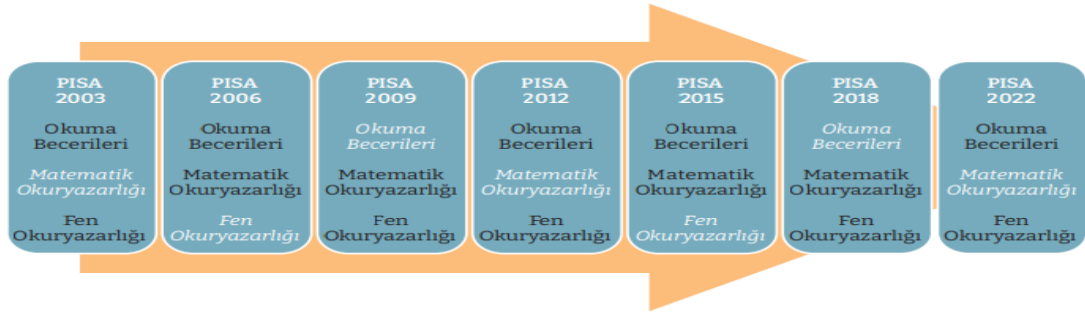 PISA
2003
Okuma
Becerileri
Matematik
Okuryazarlığı
Fen
Okuryazarlığı
PISA
2006
Okuma
Becerileri
Matematik
Okuryazarlığı
Fen
Okuryazarlığı
PISA
2009
Okuma
Becerileri
Matematik
Okuryazarlığı
Fen
Okuryazarlığı
PISA
2012
Okuma
Becerileri
Matematik
Okuryazarlığı
Fen
Okuryazarlığı
PISA
2015
Okuma
Becerileri
Matematik
Okuryazarlığı
Fen
Okuryazarlığı
PISA
2018
Okuma
Becerileri
Matematik
Okuryazarlığı
Fen
Okuryazarlığı
PISA
2022
Okuma
Becerileri
Matematik
Okuryazarlığı
Fen
Okuryazarlığı